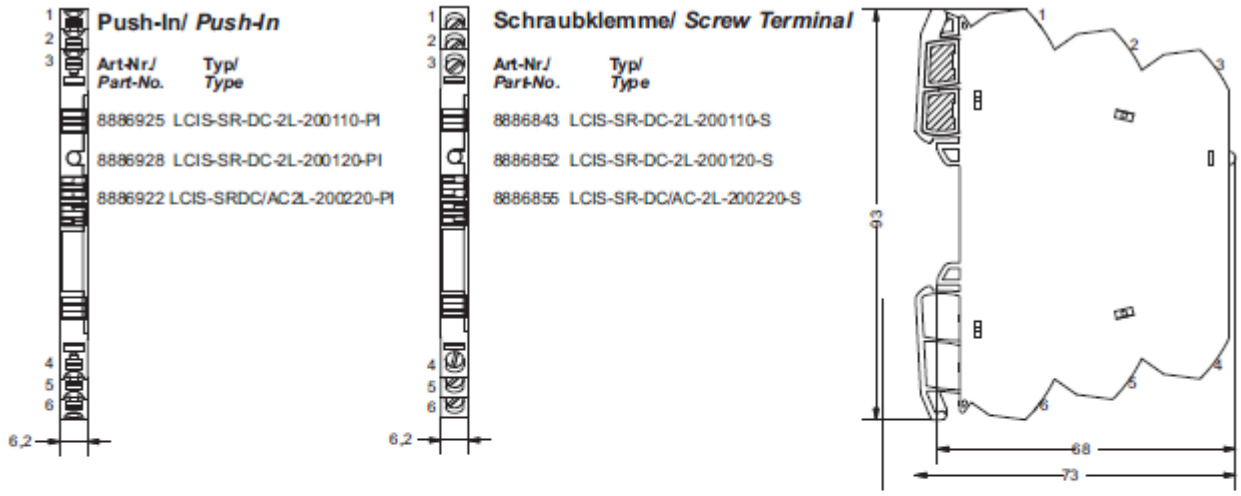 Push-In/ Push-In
Art-Nr./ Typ/
Part-No. Type
8886925 LCIS-SR-DC-2L-200110-PI
8886928 LCIS-SR-DC-2L-200120-PI
8886922 LCIS-SRDC/AC2L-200220-PI
1
2
3
4
5
6
6,2
Schraubklemme/ Screw Terminal
Art-Nr./ Typ/
Part-No. Type
8886843 LCIS-SR-DC-2L-200110-S
8886852 LCIS-SR-DC-2L-200120-S
8886855 LCIS-SR-DC/AC-2L-200220-S
1
2
3
4
5
6
6,2
1
2
3
93
4
5
6
68
73